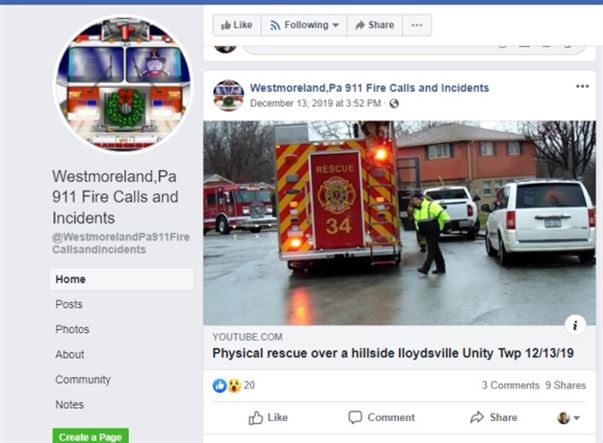 Like Following Share ...
Westmoreland,Pa 911 Fire Calls and Incidents
December 13, 2019 at 3:52 PM ·
RESCUE
34
Westmoreland,Pa
911 Fire Calls and
Incidents
@WestmorelandPa911Fire
CallsandIncidents
Home
Posts
Photos
About
Community
Notes
Create a Page
i
YOUTUBE.COM
Physical rescue over a hillside lloydsville Unity Twp 12/13/19
20
3 Comments 9 Shares
Like Comment Share